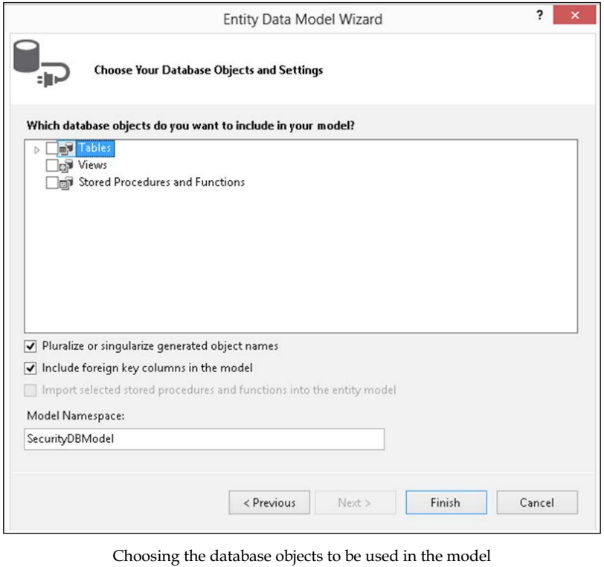 Entity Data Model Wizard
?
Choose Your Database Objects and Settings
Which database objects do you want to include in your model?
Tables
Views
Stored Procedures and Functions
Pluralize or singularize generated object names
Include foreign key columns in the model
Import selected stored procedures and functions into the entity model
Model Namespace:
SecurityDBModel
< Previous Next > Finish Cancel
Choosing the database objects to be used in the model